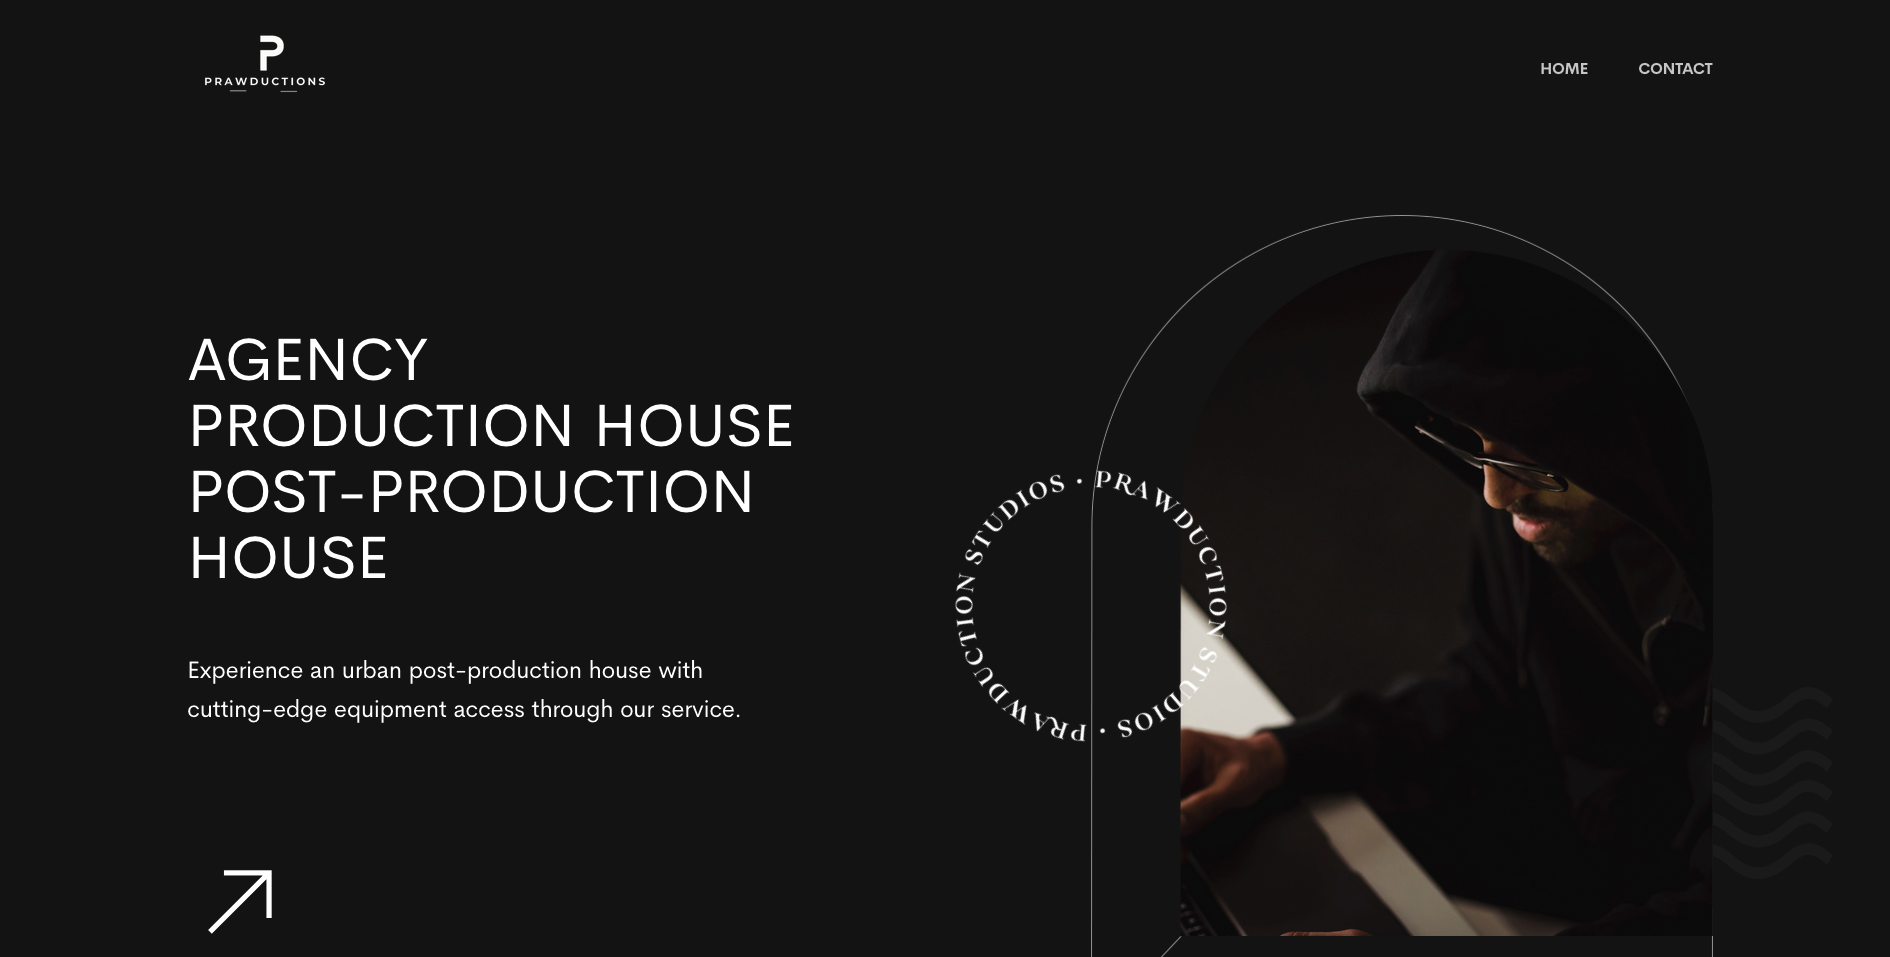 P
PRAWDUCTIONS
HOME
CONTACT
AGENCY
PRODUCTION HOUSE
POST-PRODUCTION
HOUSE
PRAWDUCTION STUDIOS • PRAWDUCTION STUDIOS •
Experience an urban post-production house with
cutting-edge equipment access through our service.